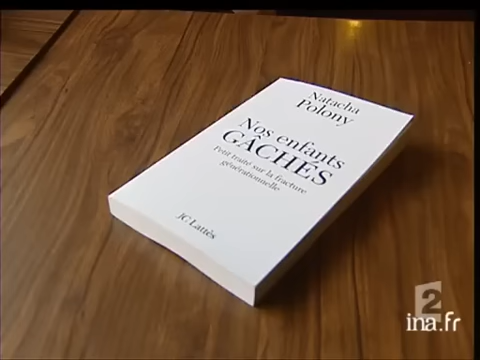 Natacha
Polony
Nos enfants
GÂCHÉS
Petit traité sur la fracture
générationnelle
JC Lattès
2
ina.fr